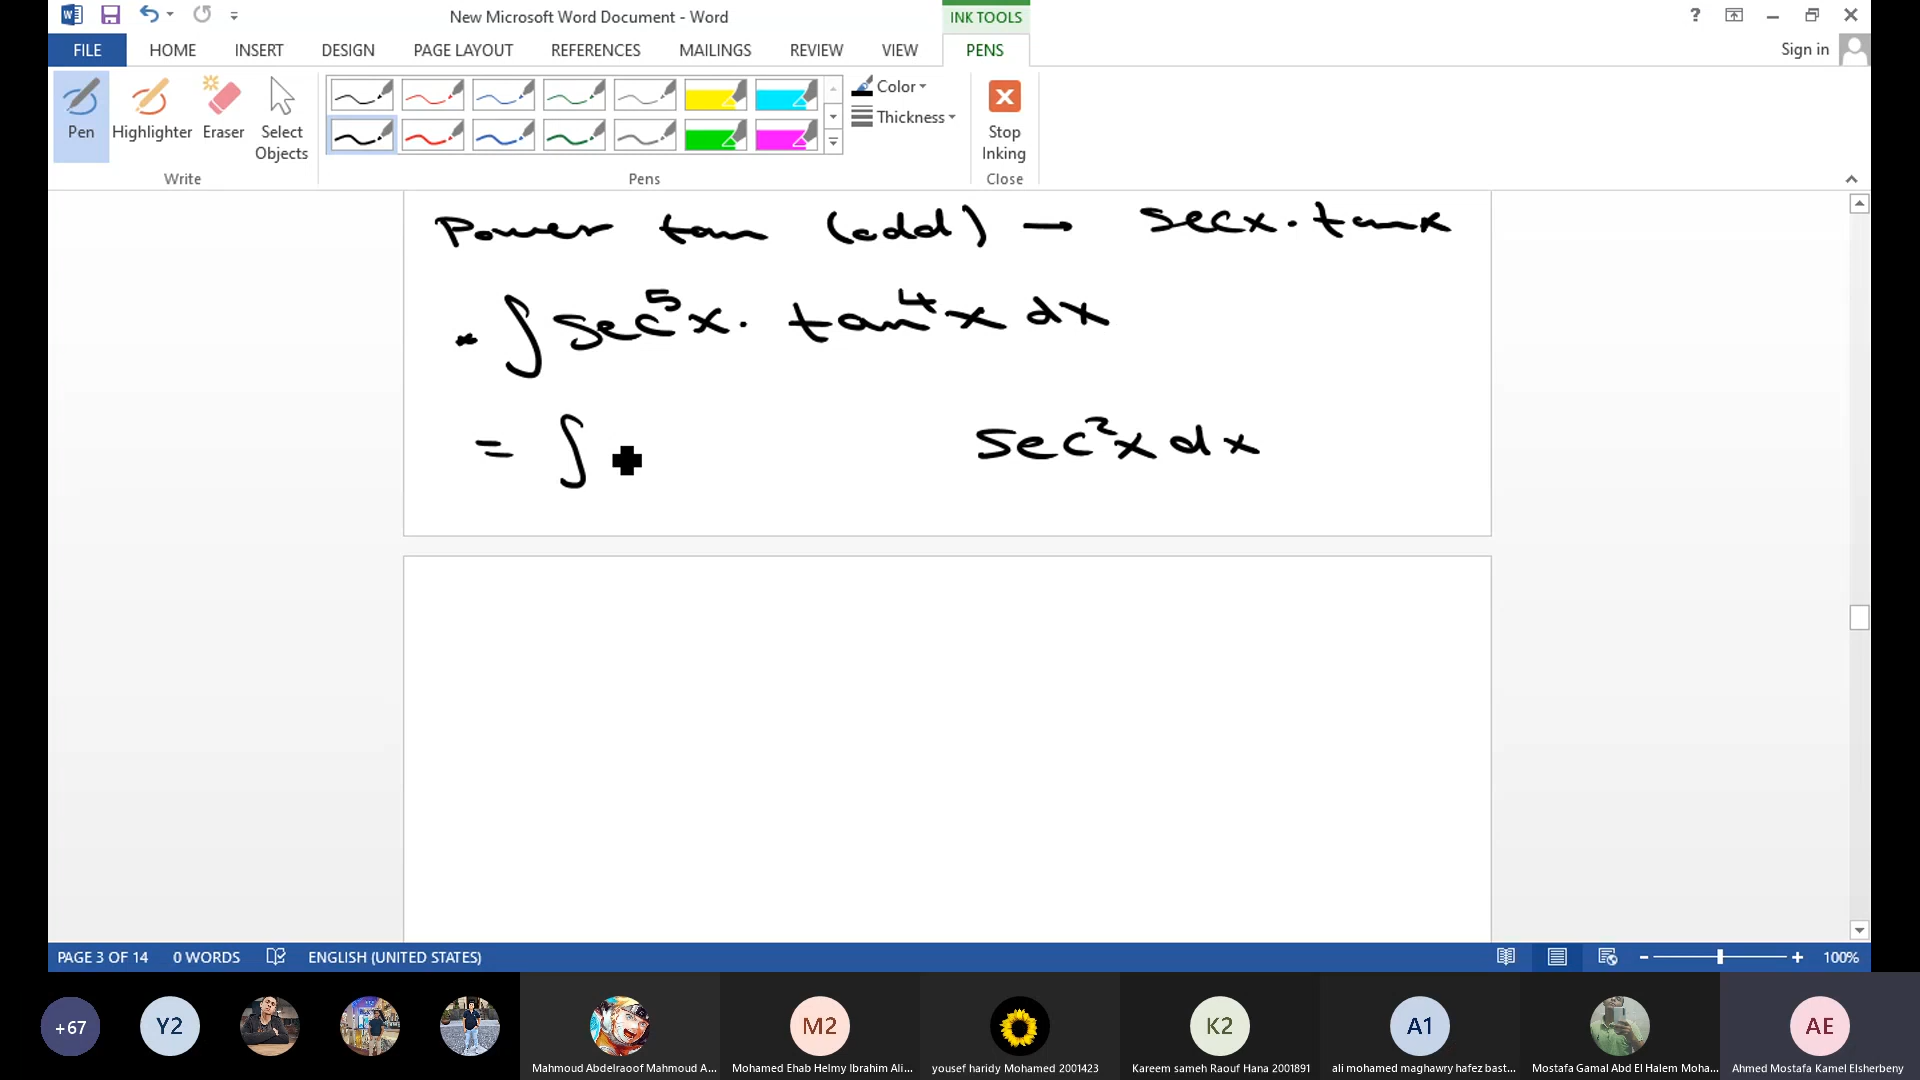 New Microsoft Word Document - Word
INK TOOLS
?
FILE HOME INSERT DESIGN PAGE LAYOUT REFERENCES MAILINGS REVIEW VIEW PENS Sign in
Pen Highlighter Eraser Select Objects
Color
Thickness
Stop Inking
Write Pens Close
Power tan (odd) → secx . tanx
* ∫ sec⁵x . tan⁴x dx
= ∫ sec²x dx
PAGE 3 OF 14 0 WORDS ENGLISH (UNITED STATES) 100%
+67 Y2 M2 K2 A1 AE
Mahmoud Abdelraoof Mahmoud A... Mohamed Ehab Helmy Ibrahim Ali... yousef haridy Mohamed 2001423 Kareem sameh Raouf Hana 2001891 ali mohamed maghawry hafez bast... Mostafa Gamal Abd El Halem Moha... Ahmed Mostafa Kamel Elsherbeny